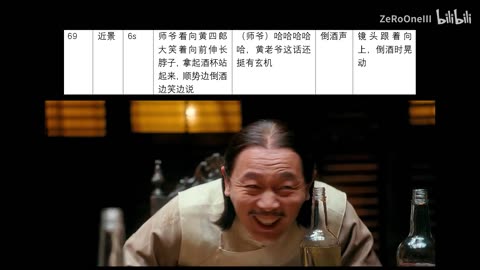 ZeRoOneIII bilibili
69 近景 6s 师爷看向黄四郎 (师爷)哈哈哈哈 倒酒声 镜头跟着向
大笑着向前伸长 哈,黄老爷这话还 上,倒酒时晃
脖子,拿起酒杯站 挺有玄机 动
起来,顺势边倒酒
边笑边说